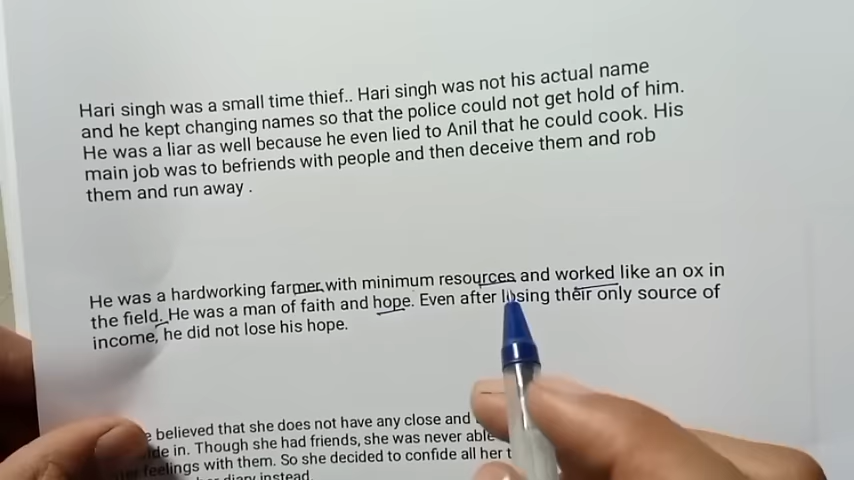 Hari singh was a small time thief.. Hari singh was not his actual name
and he kept changing names so that the police could not get hold of him.
He was a liar as well because he even lied to Anil that he could cook. His
main job was to befriends with people and then deceive them and rob
them and run away .
He was a hardworking farmer with minimum resources and worked like an ox in
the field. He was a man of faith and hope. Even after losing their only source of
income, he did not lose his hope.
believed that she does not have any close and
in. Though she had friends, she was never able
feelings with them. So she decided to confide all her
diary instead.